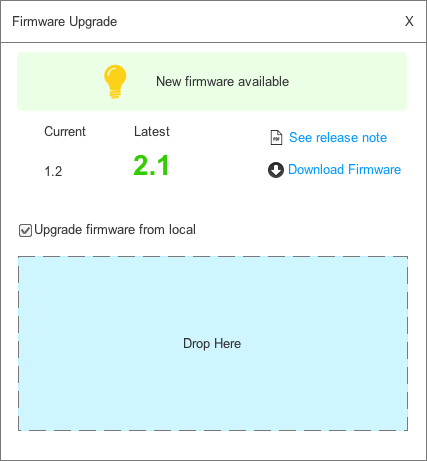 Firmware Upgrade X
New firmware available
Current Latest
See release note
1.2 2.1
Download Firmware
Upgrade firmware from local
Drop Here